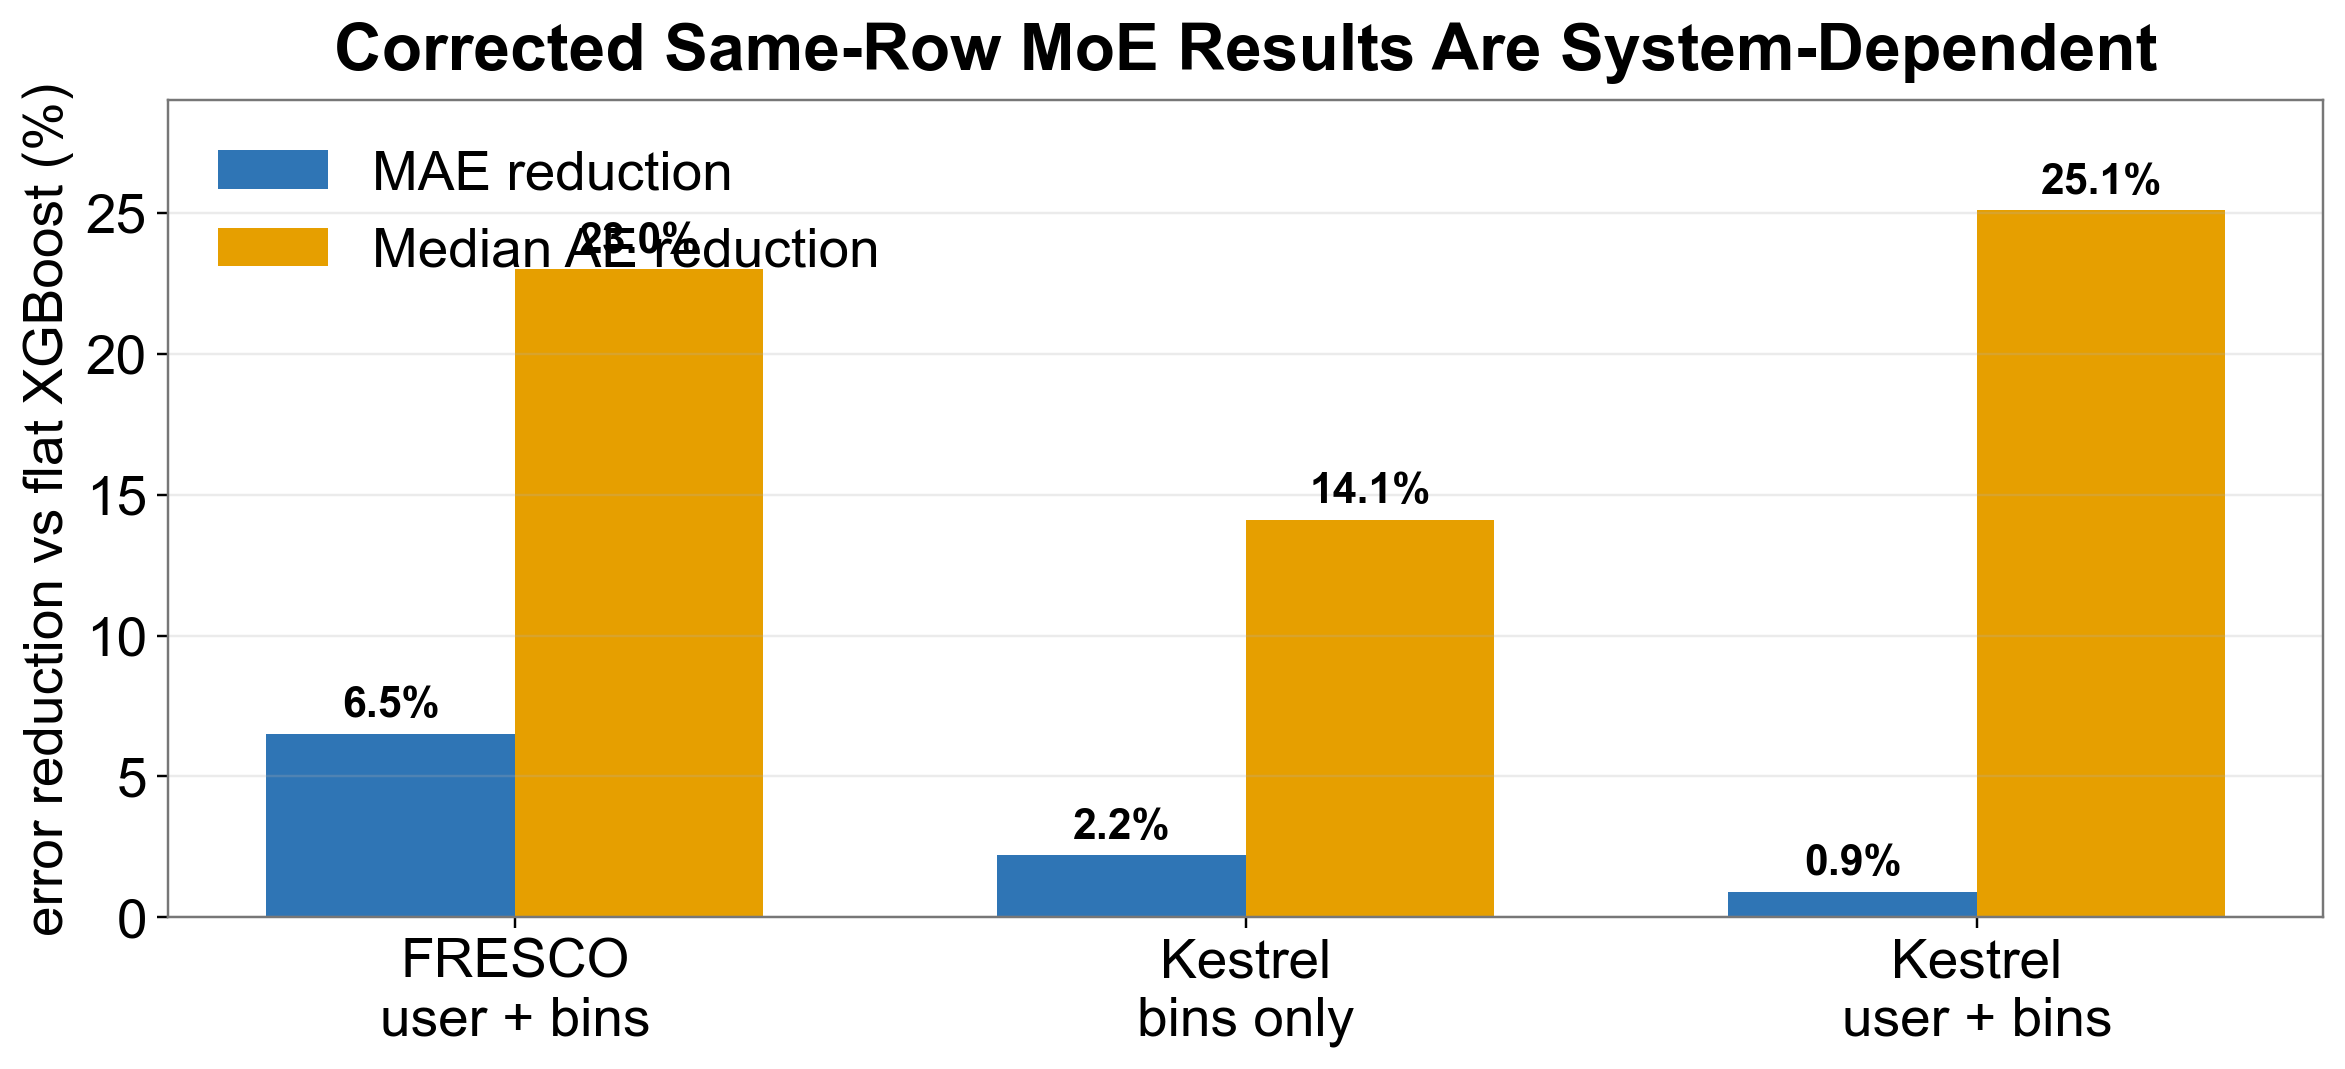 Corrected Same-Row MoE Results Are System-Dependent
error reduction vs flat XGBoost (%)
25
20
15
10
5
0
MAE reduction
Median AE reduction
6.5%
23.0%
2.2%
14.1%
0.9%
25.1%
FRESCO
user + bins
Kestrel
bins only
Kestrel
user + bins